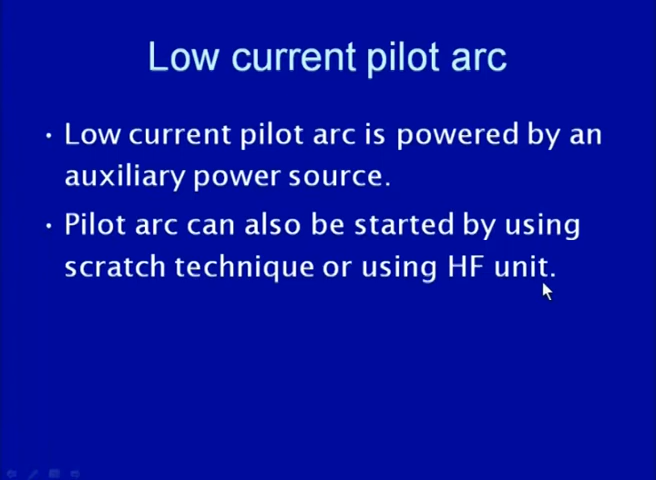 Low current pilot arc
• Low current pilot arc is powered by an
auxiliary power source.
• Pilot arc can also be started by using
scratch technique or using HF unit.